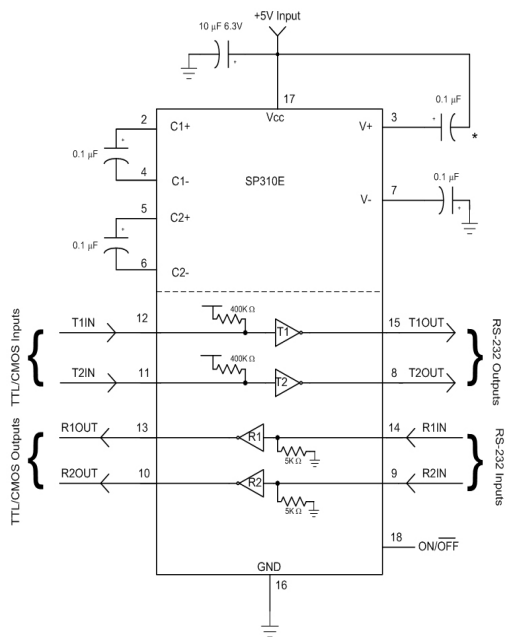 +5V Input
10 μF 6.3V
+
17
Vcc
2
C1+
3
V+
0.1 μF
+
*
+
0.1 μF
4
C1-
SP310E
7
V-
0.1 μF
+
5
C2+
+
0.1 μF
6
C2-
TTL/CMOS Inputs
T1IN
12
400K Ω
T1
15
T1OUT
RS-232 Outputs
T2IN
11
400K Ω
T2
8
T2OUT
TTL/CMOS Outputs
R1OUT
13
R1
5K Ω
14
R1IN
RS-232 Inputs
R2OUT
10
R2
5K Ω
9
R2IN
18
ON/OFF
GND
16